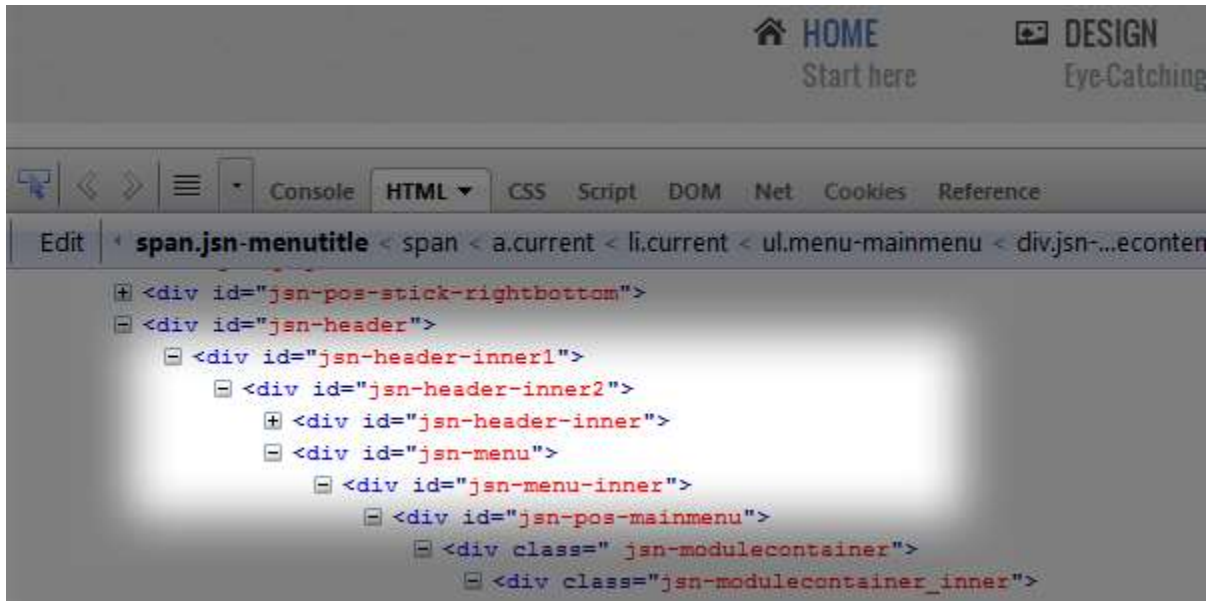 HOME DESIGN
Start here Eye-Catching
Console HTML CSS Script DOM Net Cookies Reference
Edit span.jsn-menutitle < span < a.current < li.current < ul.menu-mainmenu < div.jsn-...econten
<div id="jsn-pos-stick-rightbottom">
<div id="jsn-header">
<div id="jsn-header-inner1">
<div id="jsn-header-inner2">
<div id="jsn-header-inner">
<div id="jsn-menu">
<div id="jsn-menu-inner">
<div id="jsn-pos-mainmenu">
<div class=" jsn-modulecontainer">
<div class="jsn-modulecontainer_inner">